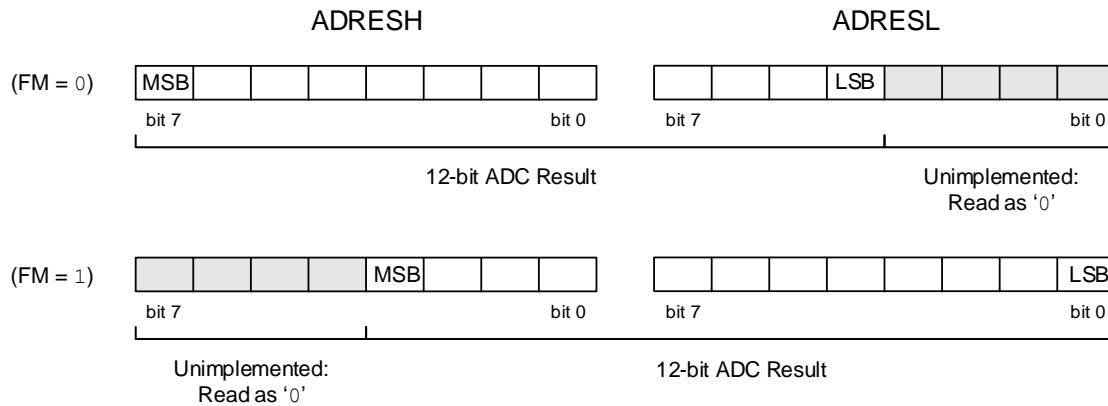 ADRESH ADRESL
(FM = 0) MSB LSB
bit 7 bit 0 bit 7 bit 0
12-bit ADC Result Unimplemented:
Read as ‘0’
(FM = 1) MSB LSB
bit 7 bit 0 bit 7 bit 0
Unimplemented: 12-bit ADC Result
Read as ‘0’